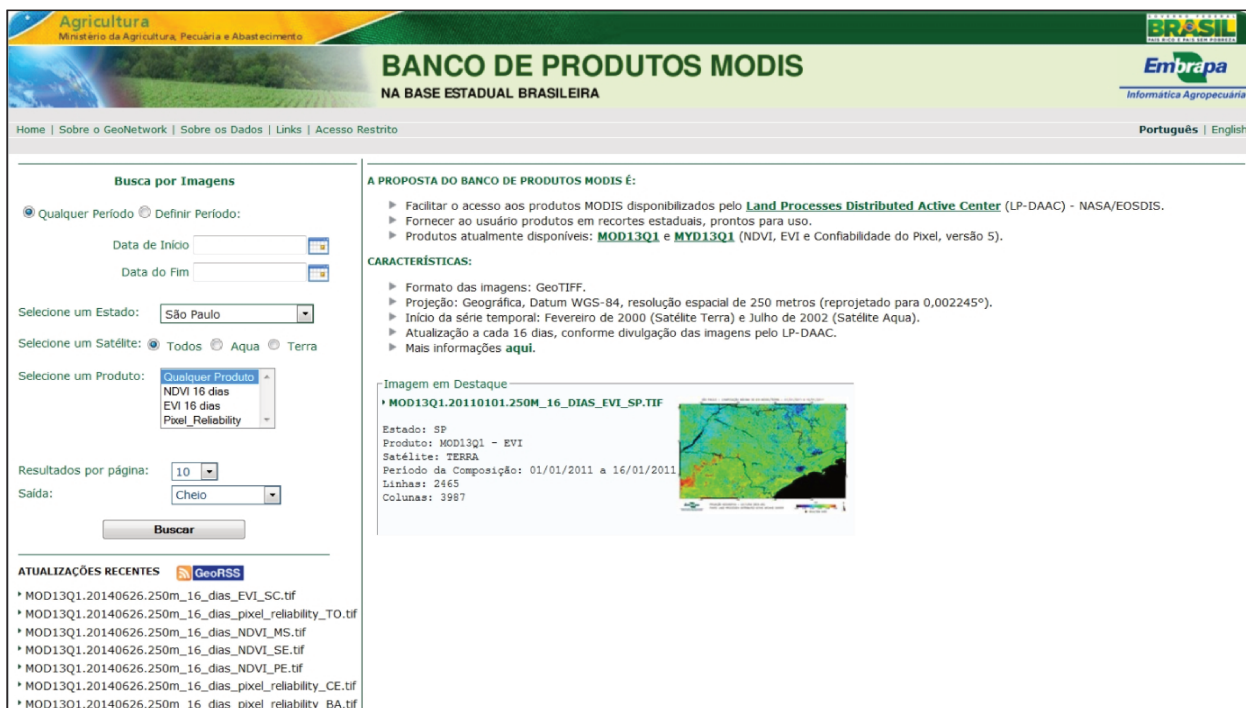 Agricultura
Ministério da Agricultura, Pecuária e Abastecimento
GOVERNO FEDERAL
BRASIL
PAÍS RICO É PAÍS SEM POBREZA
BANCO DE PRODUTOS MODIS
NA BASE ESTADUAL BRASILEIRA
Embrapa
Informática Agropecuária
Home | Sobre o GeoNetwork | Sobre os Dados | Links | Acesso Restrito
Português | English
Busca por Imagens
Qualquer Período Definir Período:
Data de Início
Data do Fim
Selecione um Estado: São Paulo
Selecione um Satélite: Todos Aqua Terra
Selecione um Produto: Qualquer Produto
NDVI 16 dias
EVI 16 dias
Pixel_Reliability
Resultados por página: 10
Saída: Cheio
Buscar
ATUALIZAÇÕES RECENTES GeoRSS
MOD13Q1.20140626.250m_16_dias_EVI_SC.tif
MOD13Q1.20140626.250m_16_dias_pixel_reliability_TO.tif
MOD13Q1.20140626.250m_16_dias_NDVI_MS.tif
MOD13Q1.20140626.250m_16_dias_NDVI_SE.tif
MOD13Q1.20140626.250m_16_dias_NDVI_PE.tif
MOD13Q1.20140626.250m_16_dias_pixel_reliability_CE.tif
MOD13Q1.20140626.250m_16_dias_pixel_reliability_BA.tif
A PROPOSTA DO BANCO DE PRODUTOS MODIS É:
Facilitar o acesso aos produtos MODIS disponibilizados pelo Land Processes Distributed Active Center (LP-DAAC) - NASA/EOSDIS.
Fornecer ao usuário produtos em recortes estaduais, prontos para uso.
Produtos atualmente disponíveis: MOD13Q1 e MYD13Q1 (NDVI, EVI e Confiabilidade do Pixel, versão 5).
CARACTERÍSTICAS:
Formato das imagens: GeoTIFF.
Projeção: Geográfica, Datum WGS-84, resolução espacial de 250 metros (reprojetado para 0,002245°).
Início da série temporal: Fevereiro de 2000 (Satélite Terra) e Julho de 2002 (Satélite Aqua).
Atualização a cada 16 dias, conforme divulgação das imagens pelo LP-DAAC.
Mais informações aqui.
Imagem em Destaque
MOD13Q1.20110101.250M_16_DIAS_EVI_SP.TIF
Estado: SP
Produto: MOD13Q1 - EVI
Satélite: TERRA
Período da Composição: 01/01/2011 a 16/01/2011
Linhas: 2465
Colunas: 3987